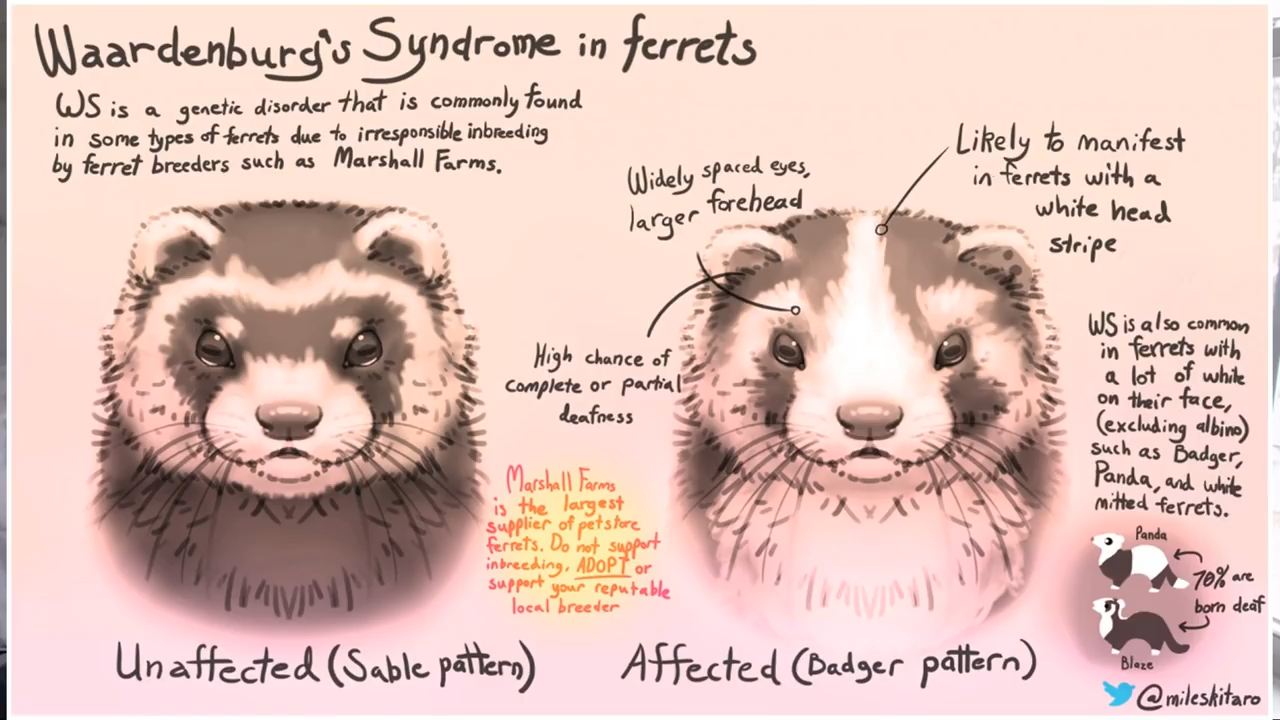 Waardenburg's Syndrome in ferrets
WS is a genetic disorder that is commonly found
in some types of ferrets due to irresponsible inbreeding
by ferret breeders such as Marshall Farms.
Widely spaced eyes,
larger forehead
Likely to manifest
in ferrets with a
white head
stripe
High chance of
complete or partial
deafness
WS is also common
in ferrets with
a lot of white
on their face,
(excluding albino)
such as Badger,
Panda, and white
mitted ferrets.
Marshall Farms
is the largest
supplier of petstore
ferrets. Do not support
inbreeding. ADOPT or
support your reputable
local breeder
Panda
70% are
born deaf
Blaze
Unaffected (Sable pattern)
Affected (Badger pattern)
@mileskitaro